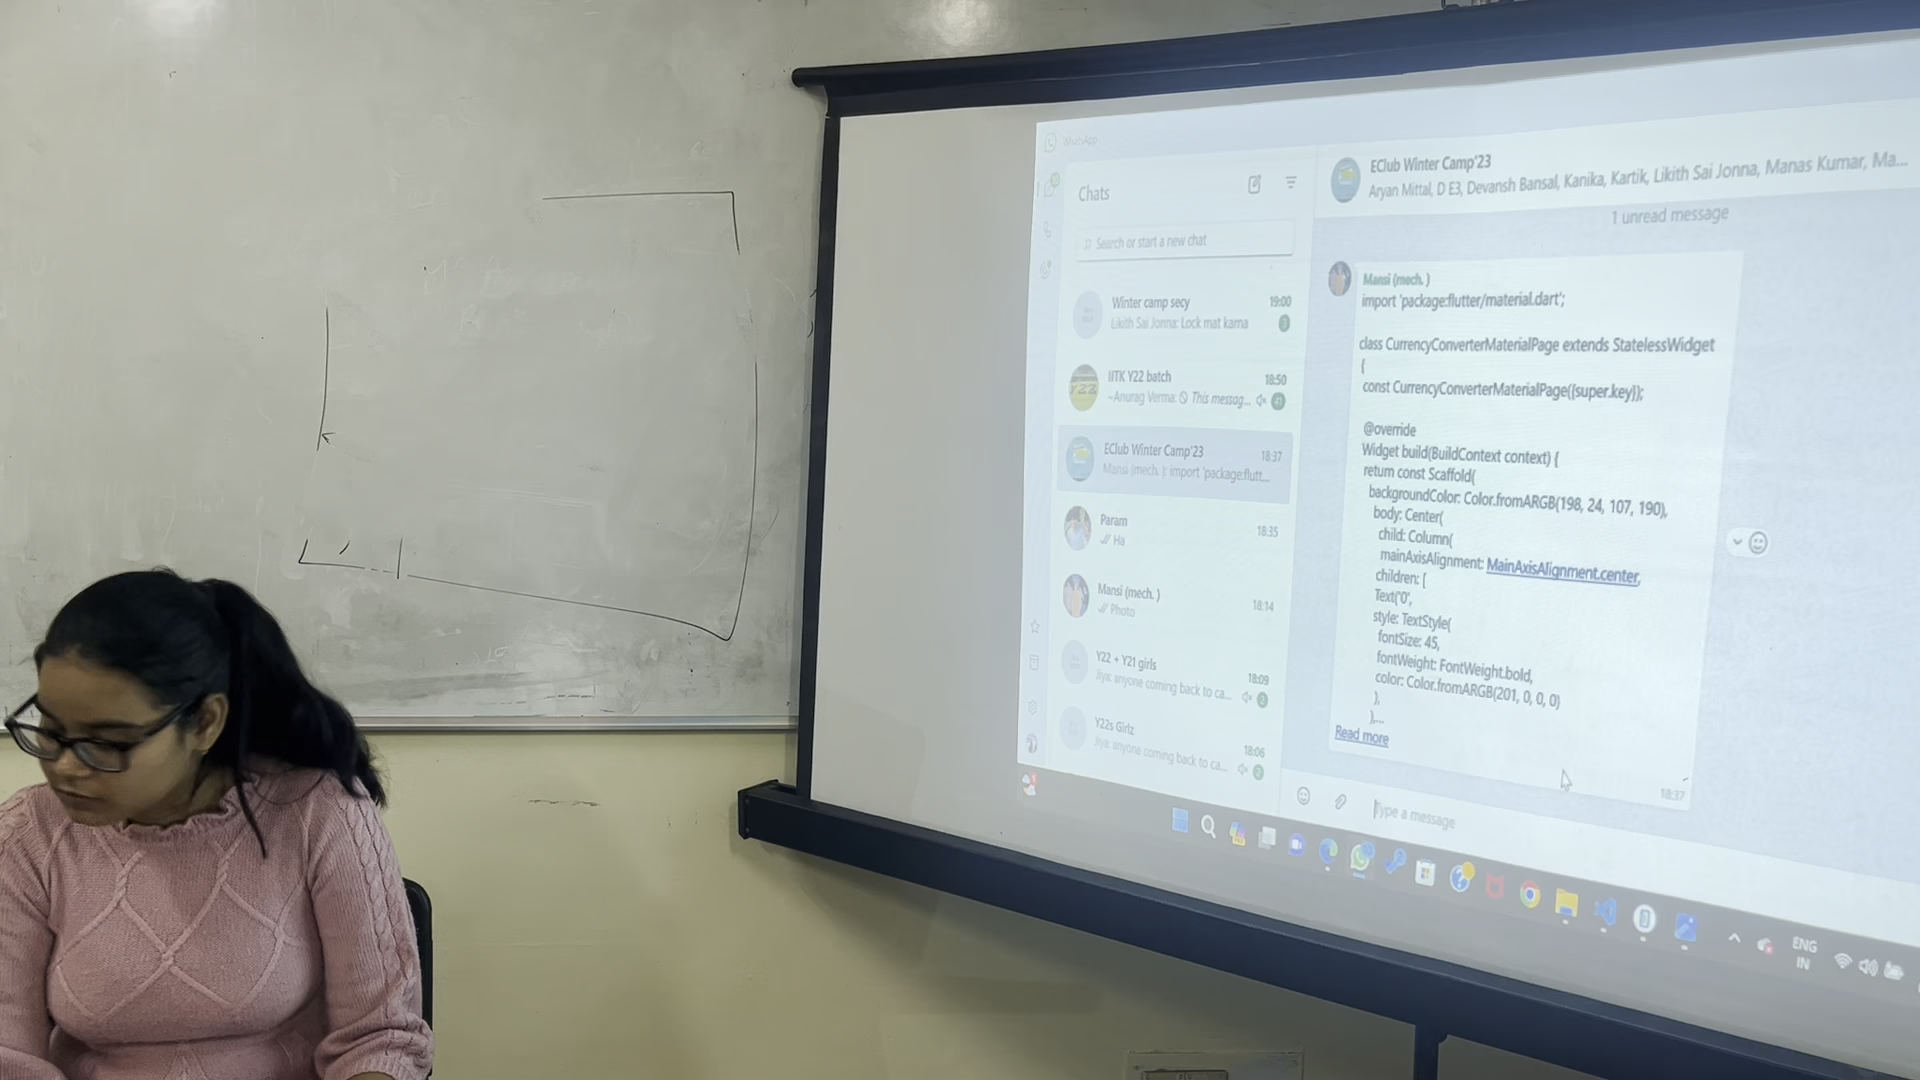 WhatsApp
Chats
Search or start a new chat
Winter camp secy
19:00
Likith Sai Jonna: Lock mat karna
3
IITK Y22 batch
18:50
~Anurag Verma: This messag...
41
EClub Winter Camp'23
18:37
Mansi (mech. ): import 'package:flutt...
Param
18:35
Ha
Mansi (mech. )
18:14
Photo
Y22 + Y21 girls
18:09
Jiya: anyone coming back to ca...
2
Y22s Girlz
18:06
Jiya: anyone coming back to ca...
2
EClub Winter Camp'23
Aryan Mittal, D E3, Devansh Bansal, Kanika, Kartik, Likith Sai Jonna, Manas Kumar, Ma...
1 unread message
Mansi (mech. )
import 'package:flutter/material.dart';
class CurrencyConverterMaterialPage extends StatelessWidget
{
const CurrencyConverterMaterialPage({super.key});
@override
Widget build(BuildContext context) {
return const Scaffold(
backgroundColor: Color.fromARGB(198, 24, 107, 190),
body: Center(
child: Column(
mainAxisAlignment: MainAxisAlignment.center,
children: [
Text('0',
style: TextStyle(
fontSize: 45,
fontWeight: FontWeight.bold,
color: Color.fromARGB(201, 0, 0, 0)
),
),...
Read more
18:37
Type a message
ENG
IN